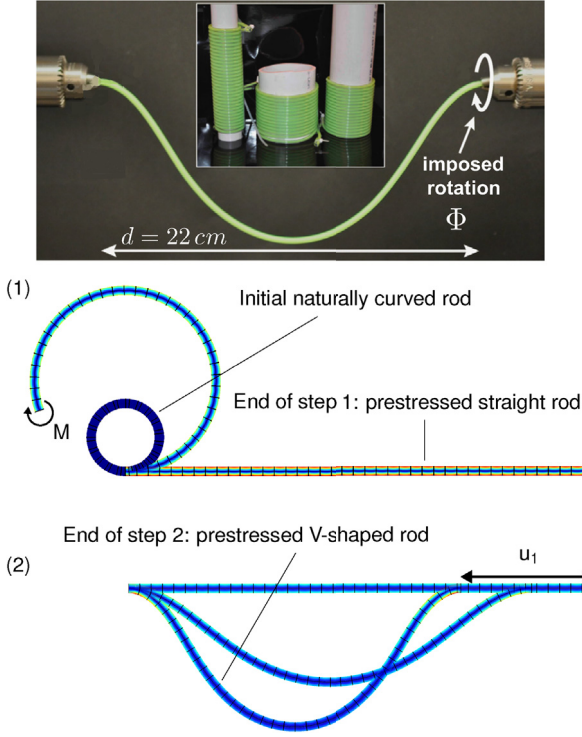 imposed
rotation
Φ
d = 22 cm
(1)
Initial naturally curved rod
End of step 1: prestressed straight rod
M
End of step 2: prestressed V-shaped rod
(2)
u₁